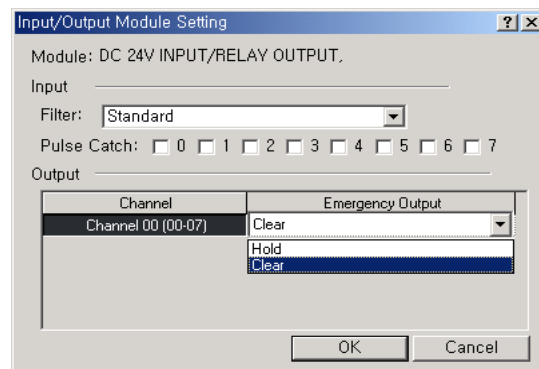 Input/Output Module Setting
Module: DC 24V INPUT/RELAY OUTPUT,
Input
Filter: Standard
Pulse Catch: 0 1 2 3 4 5 6 7
Output
Channel Emergency Output
Channel 00 (00-07) Clear
Hold
Clear
OK Cancel